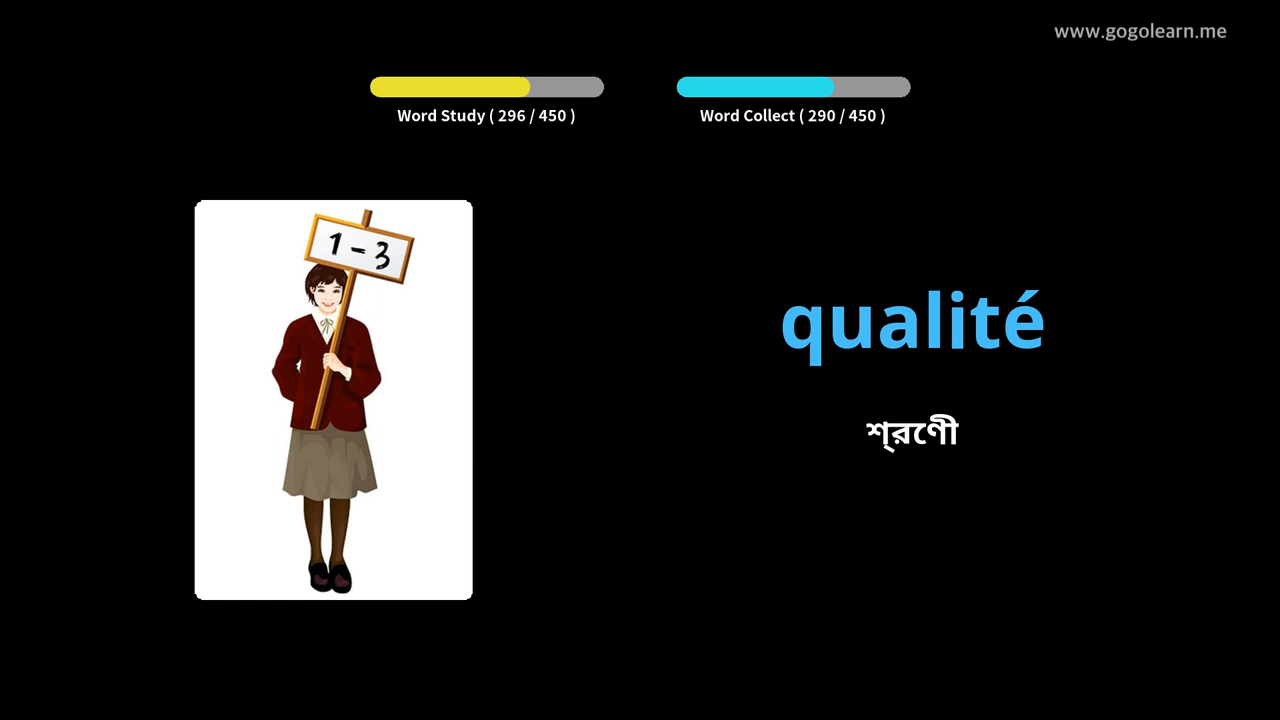 www.gogolearn.me
Word Study ( 296 / 450 )
Word Collect ( 290 / 450 )
1 - 3
qualité
শ্রেণী